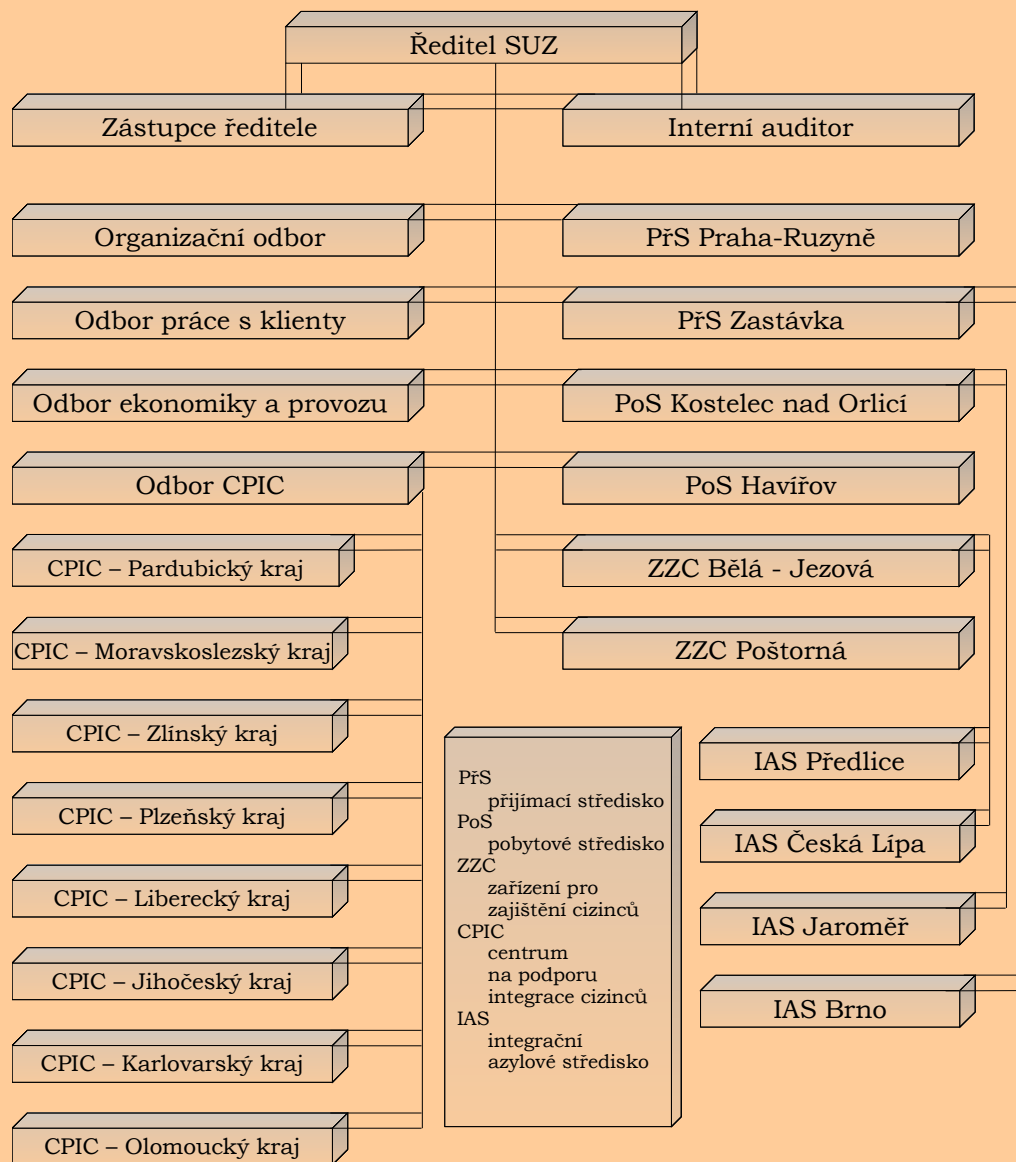 Ředitel SUZ
Zástupce ředitele
Interní auditor
Organizační odbor
PřS Praha-Ruzyně
Odbor práce s klienty
PřS Zastávka
Odbor ekonomiky a provozu
PoS Kostelec nad Orlicí
Odbor CPIC
PoS Havířov
CPIC – Pardubický kraj
ZZC Bělá - Jezová
CPIC – Moravskoslezský kraj
ZZC Poštorná
CPIC – Zlínský kraj
CPIC – Plzeňský kraj
CPIC – Liberecký kraj
CPIC – Jihočeský kraj
CPIC – Karlovarský kraj
CPIC – Olomoucký kraj
PřS
přijímací středisko
PoS
pobytové středisko
ZZC
zařízení pro
zajištění cizinců
CPIC
centrum
na podporu
integrace cizinců
IAS
integrační
azylové středisko
IAS Předlice
IAS Česká Lípa
IAS Jaroměř
IAS Brno